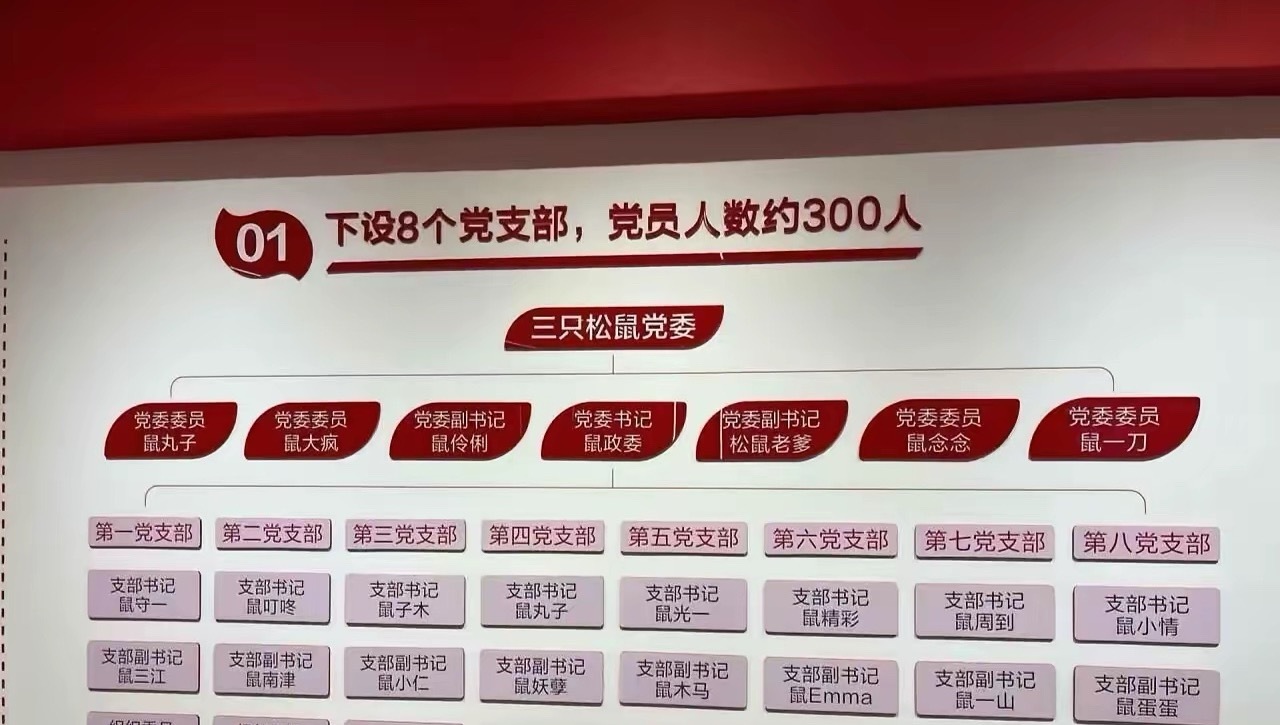 01
下设8个党支部，党员人数约300人
三只松鼠党委
党委委员
鼠丸子
党委委员
鼠大疯
党委副书记
鼠伶俐
党委书记
鼠政委
党委副书记
松鼠老爹
党委委员
鼠念念
党委委员
鼠一刀
第一党支部
第二党支部
第三党支部
第四党支部
第五党支部
第六党支部
第七党支部
第八党支部
支部书记
鼠守一
支部书记
鼠叮咚
支部书记
鼠子木
支部书记
鼠丸子
支部书记
鼠光一
支部书记
鼠精彩
支部书记
鼠周到
支部书记
鼠小情
支部副书记
鼠三江
支部副书记
鼠南津
支部副书记
鼠小仁
支部副书记
鼠妖孽
支部副书记
鼠木马
支部副书记
鼠Emma
支部副书记
鼠一山
支部副书记
鼠蛋蛋